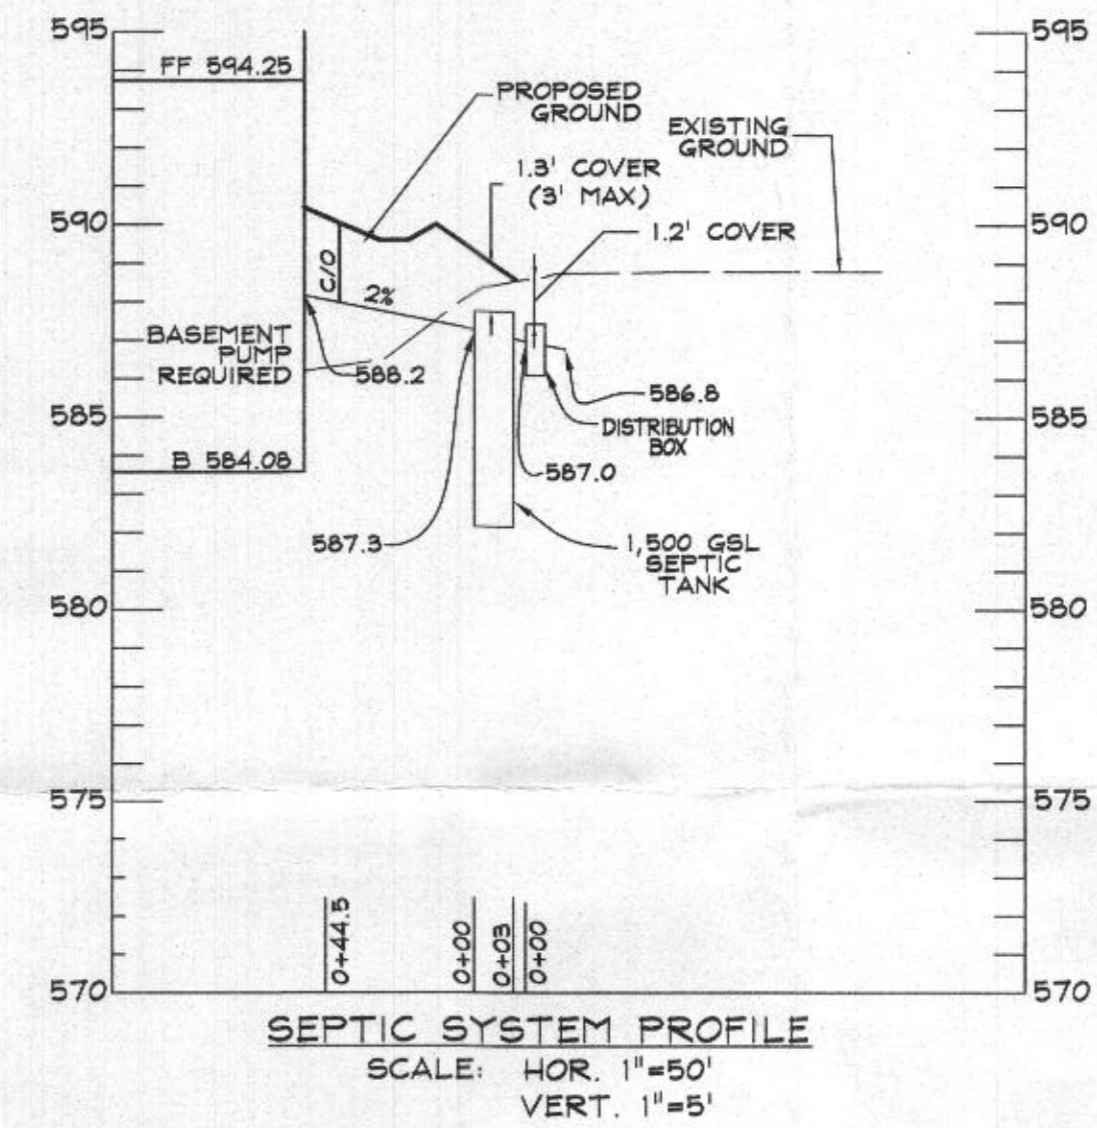 595
595
FF 594.25
PROPOSED
GROUND
EXISTING
GROUND
1.3' COVER
(3' MAX)
590
590
1.2' COVER
C/O
2%
BASEMENT
PUMP
REQUIRED
588.2
586.8
585
585
DISTRIBUTION
BOX
B 584.08
587.0
587.3
1,500 GSL
SEPTIC
TANK
580
580
575
575
0+44.5
0+00
0+03
0+00
570
570
SEPTIC SYSTEM PROFILE
SCALE: HOR. 1"=50'
VERT. 1"=5'